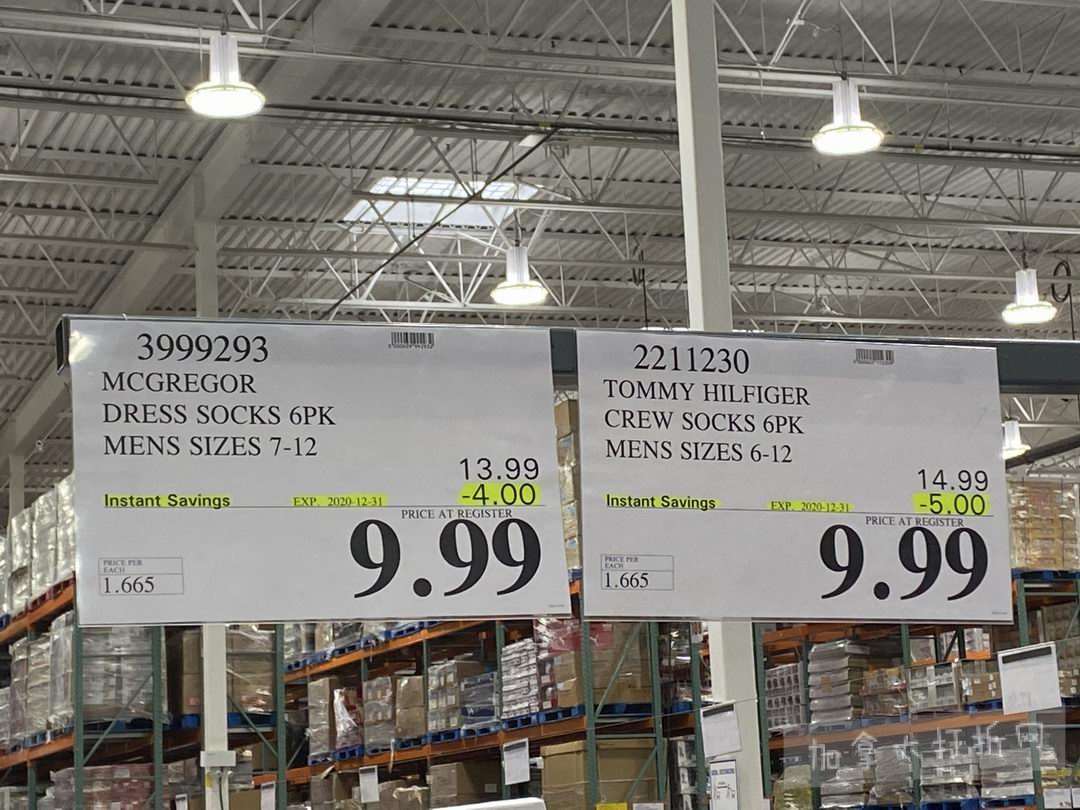 3999293
MCGREGOR
DRESS SOCKS 6PK
MENS SIZES 7-12
13.99
Instant Savings EXP. 2020-12-31 -4.00
PRICE AT REGISTER
9.99
PRICE PER
EACH
1.665
2211230
TOMMY HILFIGER
CREW SOCKS 6PK
MENS SIZES 6-12
14.99
Instant Savings EXP. 2020-12-31 -5.00
PRICE AT REGISTER
9.99
PRICE PER
EACH
1.665
加拿大打折网